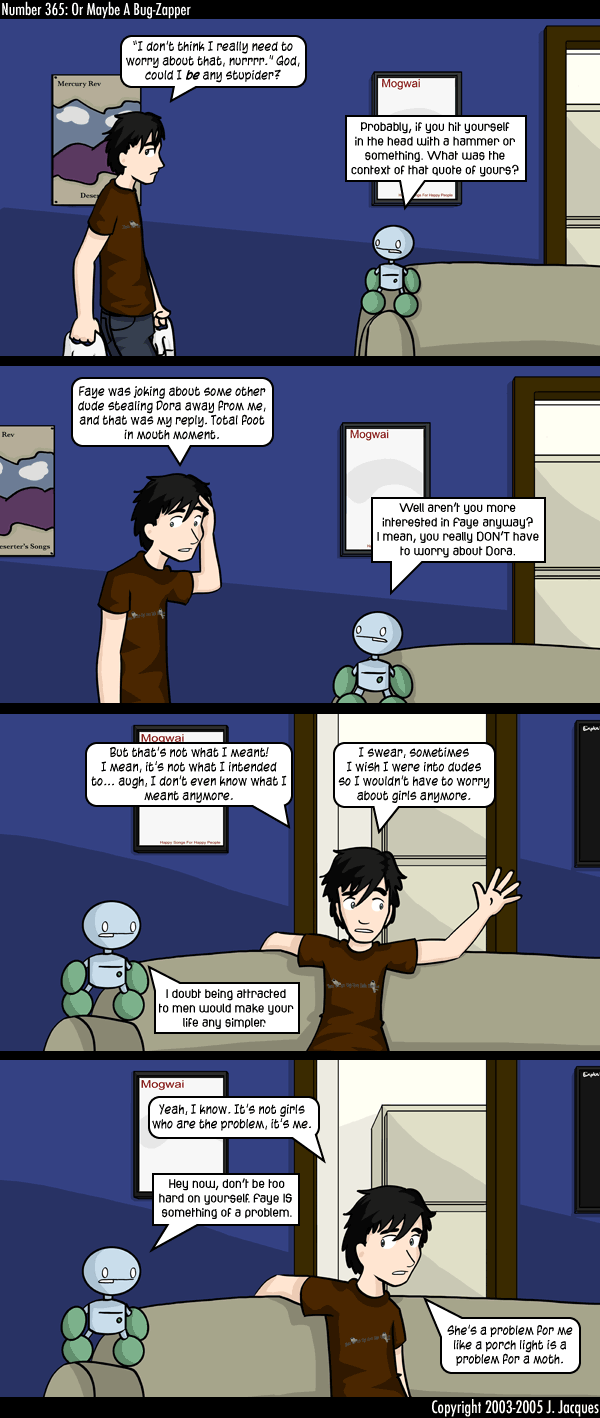 Number 365: Or Maybe A Bug-Zapper
"I don't think I really need to
worry about that, nurrrr." God,
could I be any stupider?
Mercury Rev
Mogwai
Probably, if you hit yourself
in the head with a hammer or
something. What was the
context of that quote of yours?
Deser
Songs For Happy People
Faye was joking about some other
dude stealing Dora away from me,
and that was my reply. Total foot
in mouth moment.
Rev
Mogwai
Well aren't you more
interested in Faye anyway?
I mean, you really DON'T have
to worry about Dora.
eserter's Songs
Mogwai
But that's not what I meant!
I mean, it's not what I intended
to... augh, I don't even know what I
meant anymore.
I swear, sometimes
I wish I were into dudes
so I wouldn't have to worry
about girls anymore.
Explo
Happy Songs For Happy People
I doubt being attracted
to men would make your
life any simpler.
Mogwai
Explo
Yeah, I know. It's not girls
who are the problem, it's me.
Hey now, don't be too
hard on yourself. Faye IS
something of a problem.
She's a problem for me
like a porch light is a
problem for a moth.
Copyright 2003-2005 J. Jacques